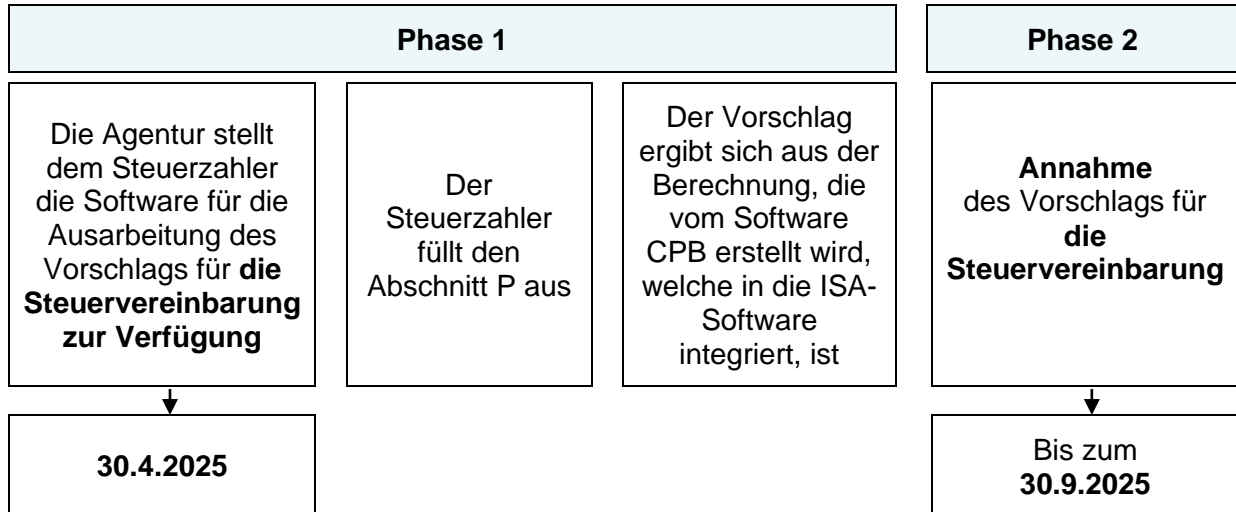 Phase 1
Phase 2
Die Agentur stellt
dem Steuerzahler
die Software für die
Ausarbeitung des
Vorschlags für die
Steuervereinbarung
zur Verfügung
Der
Steuerzahler
füllt den
Abschnitt P aus
Der Vorschlag
ergibt sich aus der
Berechnung, die
vom Software
CPB erstellt wird,
welche in die ISA-
Software
integriert, ist
Annahme
des Vorschlags für
die
Steuervereinbarung
30.4.2025
Bis zum
30.9.2025